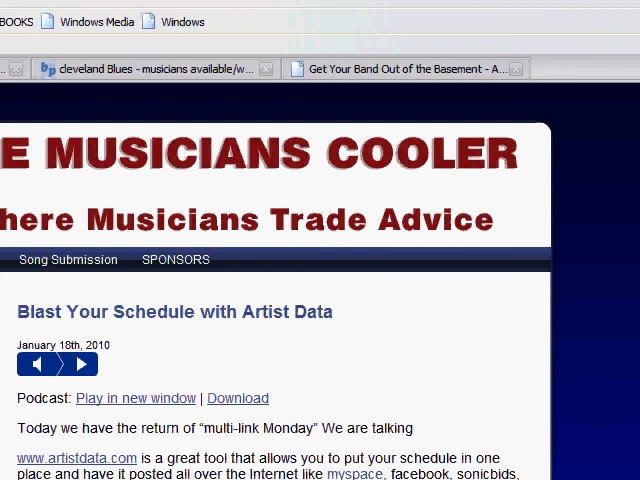 BOOKS Windows Media Windows
.. cleveland Blues - musicians available/w... Get Your Band Out of the Basement - A...
E MUSICIANS COOLER
here Musicians Trade Advice
Song Submission SPONSORS
Blast Your Schedule with Artist Data
January 18th, 2010
Podcast: Play in new window | Download
Today we have the return of “multi-link Monday” We are talking
www.artistdata.com is a great tool that allows you to put your schedule in one
place and have it posted all over the Internet like myspace, facebook, sonicbids,